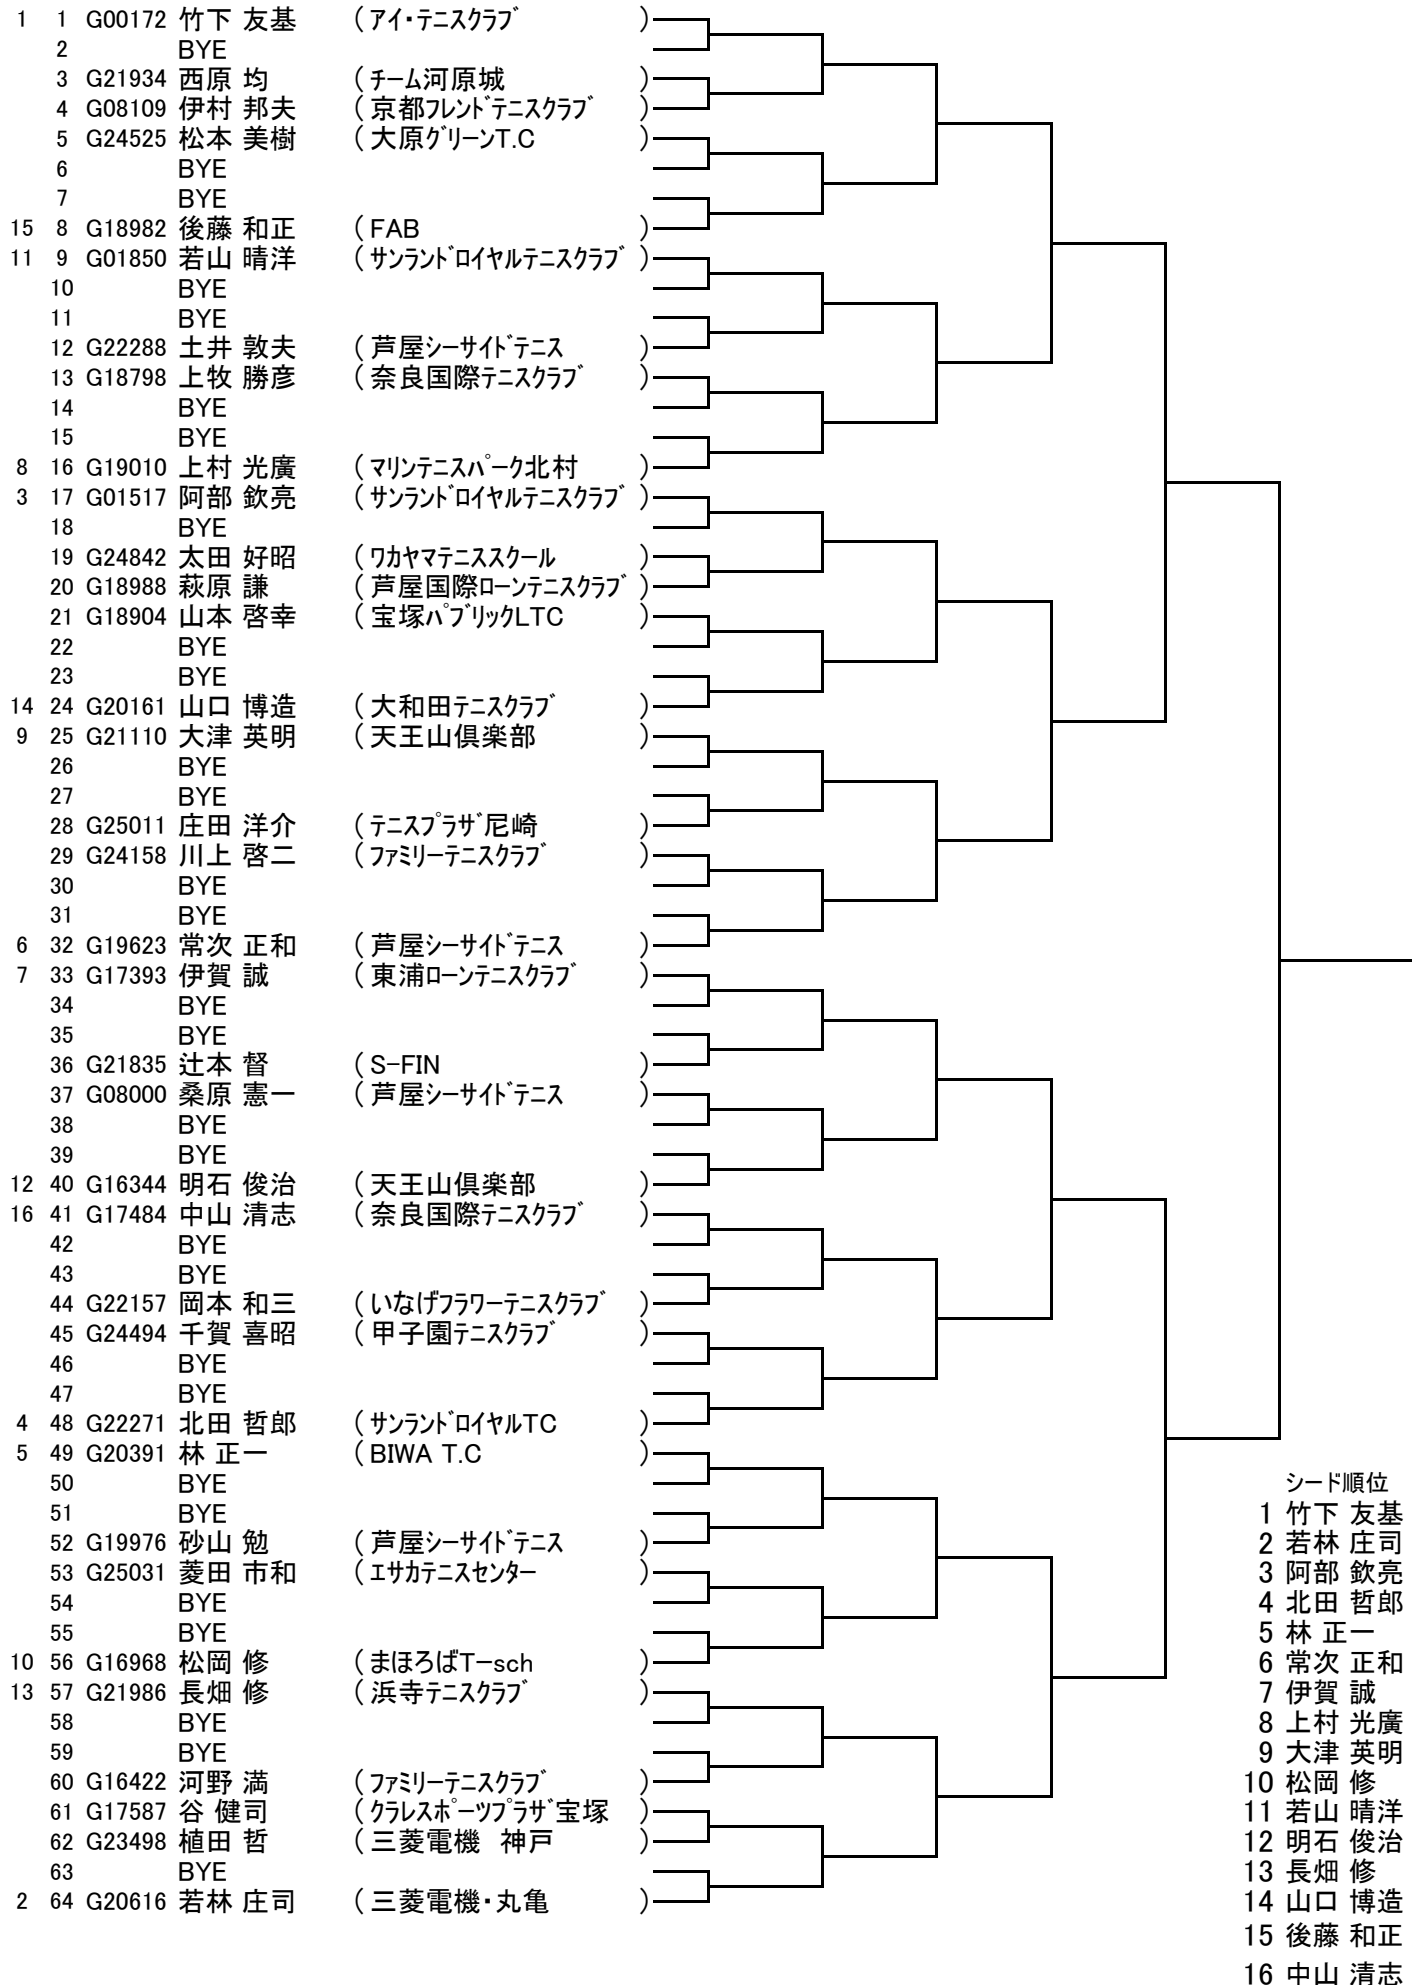 1 1 G00172 竹下 友基 ( アイ・テニスクラブ )
2 BYE
3 G21934 西原 均 ( チーム河原城 )
4 G08109 伊村 邦夫 ( 京都フレンドテニスクラブ )
5 G24525 松本 美樹 ( 大原グリーンT.C )
6 BYE
7 BYE
15 8 G18982 後藤 和正 ( FAB )
11 9 G01850 若山 晴洋 ( サンランドロイヤルテニスクラブ )
10 BYE
11 BYE
12 G22288 土井 敦夫 ( 芦屋シーサイドテニス )
13 G18798 上牧 勝彦 ( 奈良国際テニスクラブ )
14 BYE
15 BYE
8 16 G19010 上村 光廣 ( マリンテニスパーク北村 )
3 17 G01517 阿部 欽亮 ( サンランドロイヤルテニスクラブ )
18 BYE
19 G24842 太田 好昭 ( ワカヤマテニススクール )
20 G18988 萩原 謙 ( 芦屋国際ローンテニスクラブ )
21 G18904 山本 啓幸 ( 宝塚パブリックLTC )
22 BYE
23 BYE
14 24 G20161 山口 博造 ( 大和田テニスクラブ )
9 25 G21110 大津 英明 ( 天王山倶楽部 )
26 BYE
27 BYE
28 G25011 庄田 洋介 ( テニスプラザ尼崎 )
29 G24158 川上 啓二 ( ファミリーテニスクラブ )
30 BYE
31 BYE
6 32 G19623 常次 正和 ( 芦屋シーサイドテニス )
7 33 G17393 伊賀 誠 ( 東浦ローンテニスクラブ )
34 BYE
35 BYE
36 G21835 辻本 督 ( S-FIN )
37 G08000 桑原 憲一 ( 芦屋シーサイドテニス )
38 BYE
39 BYE
12 40 G16344 明石 俊治 ( 天王山倶楽部 )
16 41 G17484 中山 清志 ( 奈良国際テニスクラブ )
42 BYE
43 BYE
44 G22157 岡本 和三 ( いなげフラワーテニスクラブ )
45 G24494 千賀 喜昭 ( 甲子園テニスクラブ )
46 BYE
47 BYE
4 48 G22271 北田 哲郎 ( サンランドロイヤルTC )
5 49 G20391 林 正一 ( BIWA T.C )
50 BYE
51 BYE
52 G19976 砂山 勉 ( 芦屋シーサイドテニス )
53 G25031 菱田 市和 ( エサカテニスセンター )
54 BYE
55 BYE
10 56 G16968 松岡 修 ( まほろばT-sch )
13 57 G21986 長畑 修 ( 浜寺テニスクラブ )
58 BYE
59 BYE
60 G16422 河野 満 ( ファミリーテニスクラブ )
61 G17587 谷 健司 ( クラレスポーツプラザ宝塚 )
62 G23498 植田 哲 ( 三菱電機 神戸 )
63 BYE
2 64 G20616 若林 庄司 ( 三菱電機・丸亀 )
シード順位
1 竹下 友基
2 若林 庄司
3 阿部 欽亮
4 北田 哲郎
5 林 正一
6 常次 正和
7 伊賀 誠
8 上村 光廣
9 大津 英明
10 松岡 修
11 若山 晴洋
12 明石 俊治
13 長畑 修
14 山口 博造
15 後藤 和正
16 中山 清志